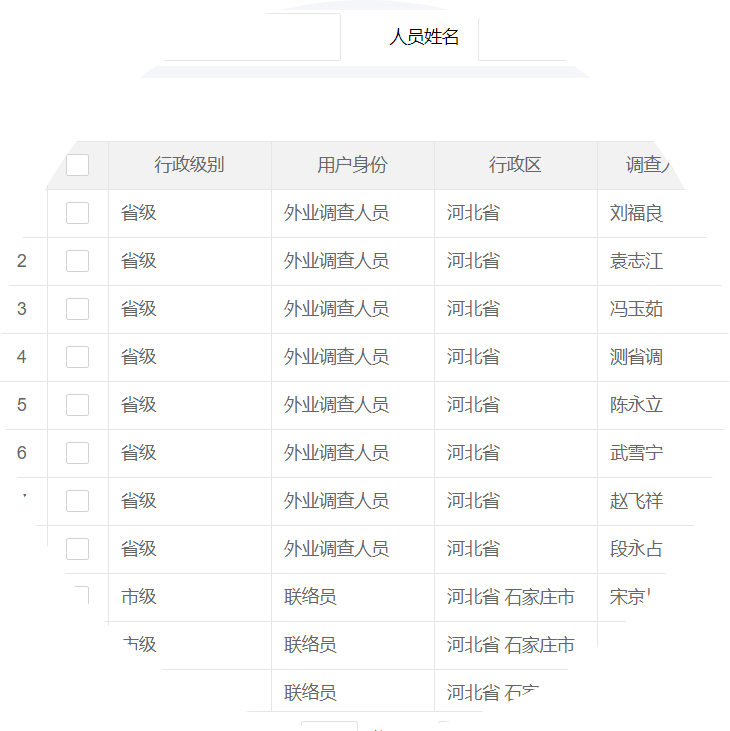 人员姓名
行政级别 用户身份 行政区 调查
省级 外业调查人员 河北省 刘福良
2 省级 外业调查人员 河北省 袁志江
3 省级 外业调查人员 河北省 冯玉茹
4 省级 外业调查人员 河北省 测省调
5 省级 外业调查人员 河北省 陈永立
6 省级 外业调查人员 河北省 武雪宁
省级 外业调查人员 河北省 赵飞祥
省级 外业调查人员 河北省 段永占
市级 联络员 河北省 石家庄市 宋京
市级 联络员 河北省 石家庄市
联络员 河北省 石